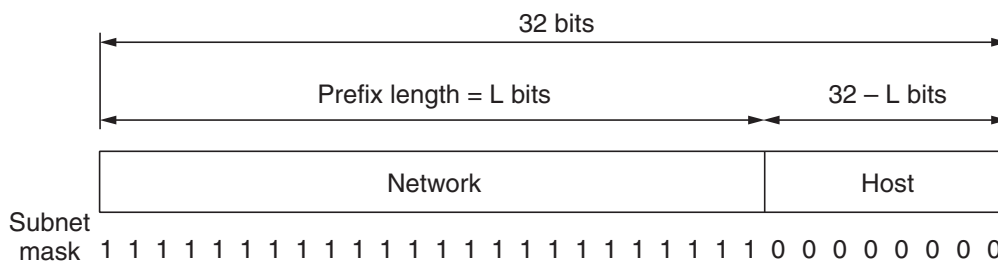 32 bits
Prefix length = L bits
32 – L bits
Network
Host
Subnet
mask 1 1 1 1 1 1 1 1 1 1 1 1 1 1 1 1 1 1 1 1 1 1 1 1 0 0 0 0 0 0 0 0